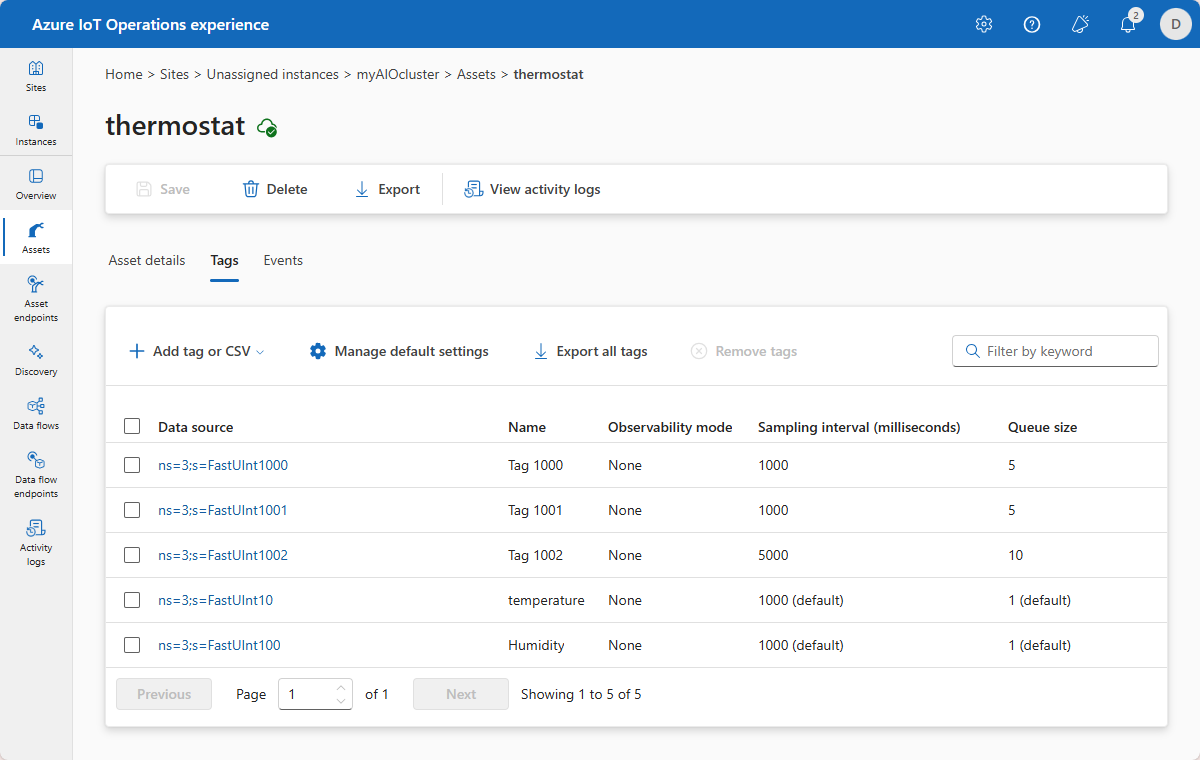 Azure IoT Operations experience
2
D
Sites
Instances
Overview
Assets
Asset
endpoints
Discovery
Data flows
Data flow
endpoints
Activity
logs
Home > Sites > Unassigned instances > myAIOcluster > Assets > thermostat
thermostat
Save Delete Export View activity logs
Asset details Tags Events
Add tag or CSV Manage default settings Export all tags Remove tags Filter by keyword
Data source Name Observability mode Sampling interval (milliseconds) Queue size
ns=3;s=FastUInt1000 Tag 1000 None 1000 5
ns=3;s=FastUInt1001 Tag 1001 None 1000 5
ns=3;s=FastUInt1002 Tag 1002 None 5000 10
ns=3;s=FastUInt10 temperature None 1000 (default) 1 (default)
ns=3;s=FastUInt100 Humidity None 1000 (default) 1 (default)
Previous Page 1 of 1 Next Showing 1 to 5 of 5